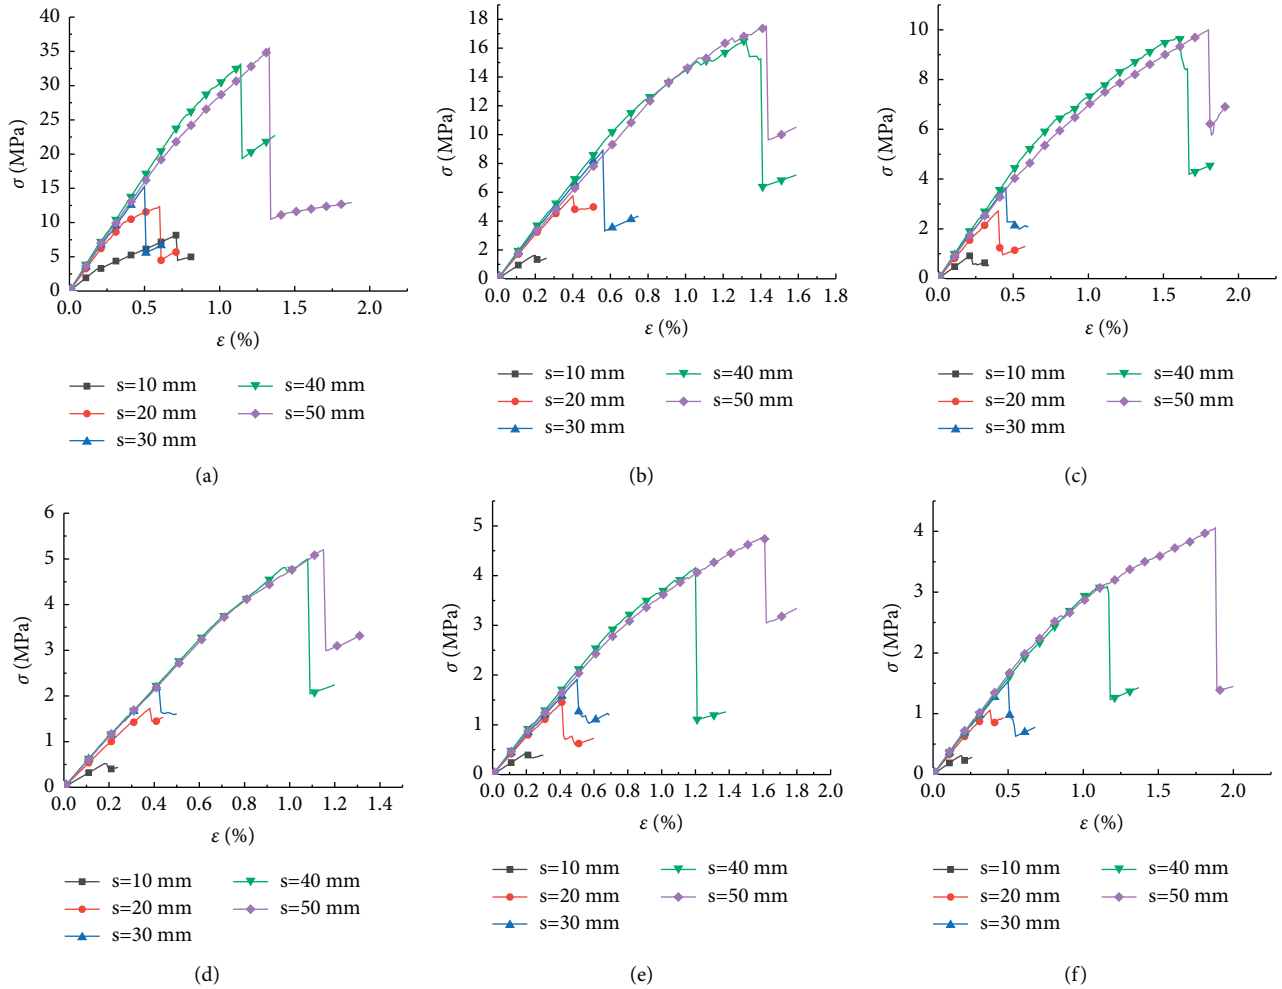 40
35
30
25
20
15
10
5
0
σ (MPa)
0.0 0.5 1.0 1.5 2.0
ε (%)
s=10 mm s=40 mm
s=20 mm s=50 mm
s=30 mm
(a)
18
16
14
12
10
8
6
4
2
0
σ (MPa)
0.0 0.2 0.4 0.6 0.8 1.0 1.2 1.4 1.6 1.8
ε (%)
s=10 mm s=40 mm
s=20 mm s=50 mm
s=30 mm
(b)
10
8
6
4
2
0
σ (MPa)
0.0 0.5 1.0 1.5 2.0
ε (%)
s=10 mm s=40 mm
s=20 mm s=50 mm
s=30 mm
(c)
6
5
4
3
2
1
0
σ (MPa)
0.0 0.2 0.4 0.6 0.8 1.0 1.2 1.4
ε (%)
s=10 mm s=40 mm
s=20 mm s=50 mm
s=30 mm
(d)
5
4
3
2
1
0
σ (MPa)
0.0 0.2 0.4 0.6 0.8 1.0 1.2 1.4 1.6 1.8 2.0
ε (%)
s=10 mm s=40 mm
s=20 mm s=50 mm
s=30 mm
(e)
4
3
2
1
0
σ (MPa)
0.0 0.5 1.0 1.5 2.0
ε (%)
s=10 mm s=40 mm
s=20 mm s=50 mm
s=30 mm
(f)